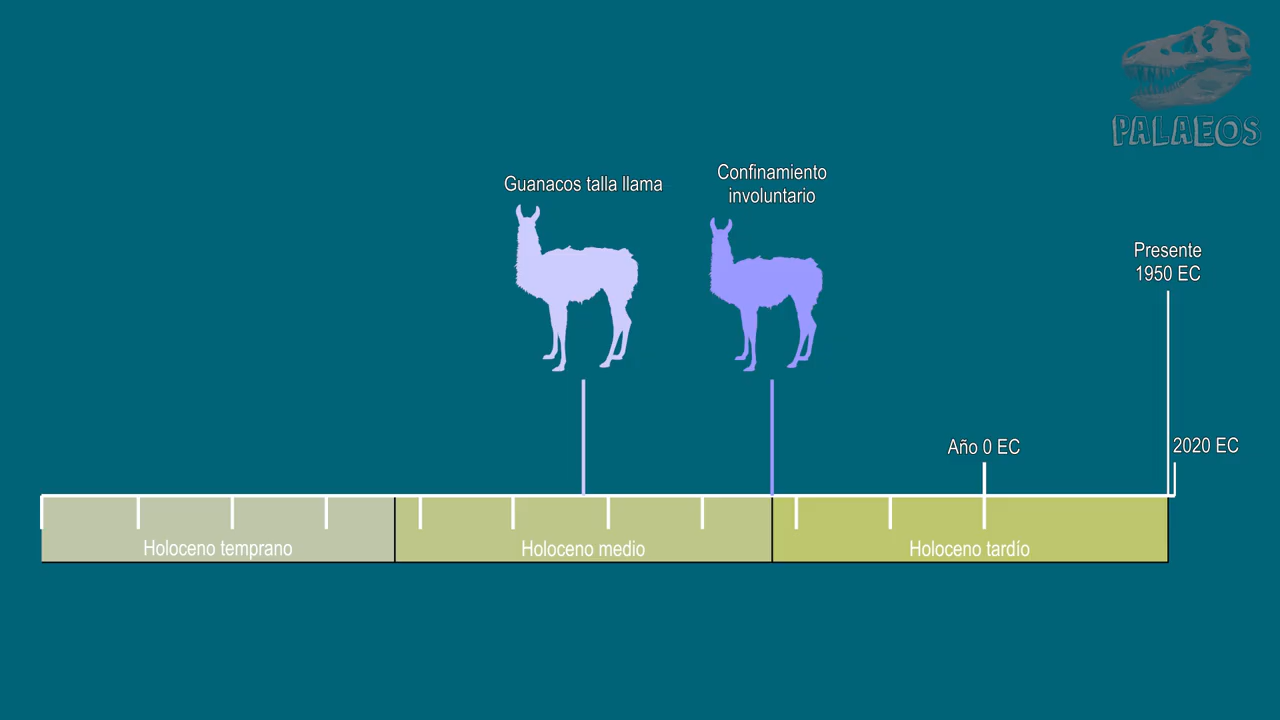 PALAEOS
Guanacos talla llama
Confinamiento
involuntario
Presente
1950 EC
Año 0 EC
2020 EC
Holoceno temprano
Holoceno medio
Holoceno tardío